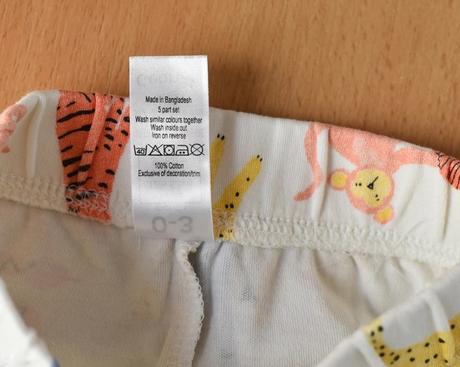 Made in Bangladesh
5 part set
Wash similar colours together
Wash inside out
Iron on reverse
40
100% Cotton
Exclusive of decoration/trim
0-3